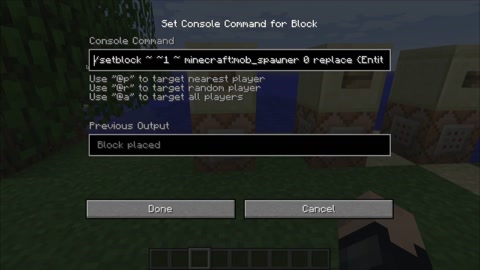 Set Console Command for Block
Console Command
/setblock ~ ~1 ~ minecraft:mob_spawner 0 replace {Entit
Use "@p" to target nearest player
Use "@r" to target random player
Use "@a" to target all players
Previous Output
Block placed
Done
Cancel